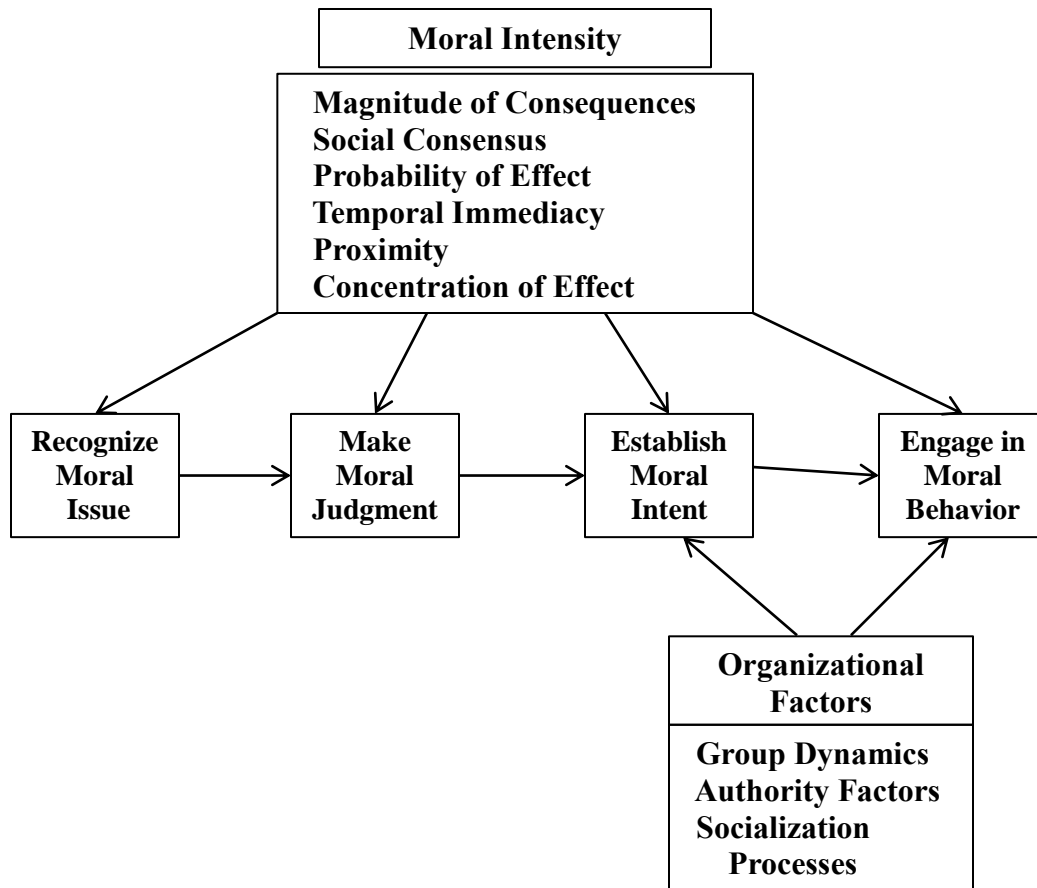 Moral Intensity
Magnitude of Consequences
Social Consensus
Probability of Effect
Temporal Immediacy
Proximity
Concentration of Effect
Recognize
Moral
Issue
Make
Moral
Judgment
Establish
Moral
Intent
Engage in
Moral
Behavior
Organizational
Factors
Group Dynamics
Authority Factors
Socialization
Processes